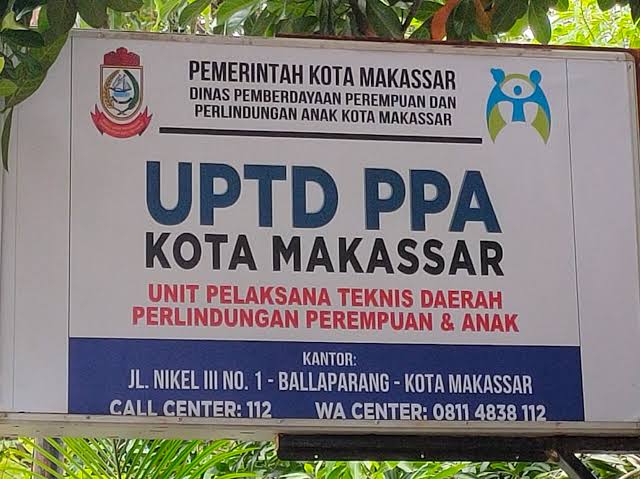 PEMERINTAH KOTA MAKASSAR
DINAS PEMBERDAYAAN PEREMPUAN DAN
PERLINDUNGAN ANAK KOTA MAKASSAR
UPTD PPA
KOTA MAKASSAR
UNIT PELAKSANA TEKNIS DAERAH
PERLINDUNGAN PEREMPUAN & ANAK
KANTOR:
JL. NIKEL III NO. 1 - BALLAPARANG - KOTA MAKASSAR
CALL CENTER: 112 WA CENTER: 0811 4838 112